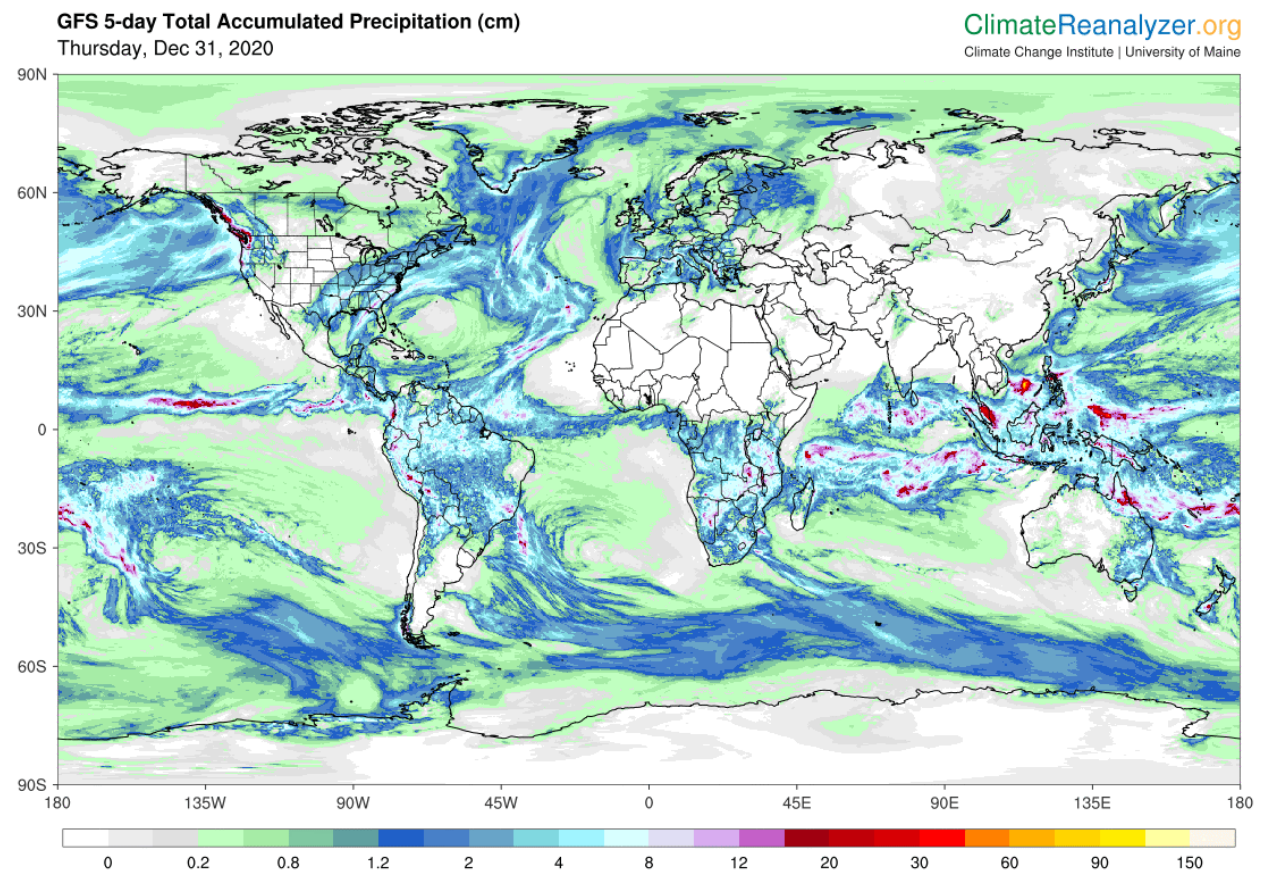 GFS 5-day Total Accumulated Precipitation (cm)
Thursday, Dec 31, 2020
ClimateReanalyzer.org
Climate Change Institute | University of Maine
90N
60N
30N
0
30S
60S
90S
180 135W 90W 45W 0 45E 90E 135E 180
0 0.2 0.8 1.2 2 4 8 12 20 30 60 90 150